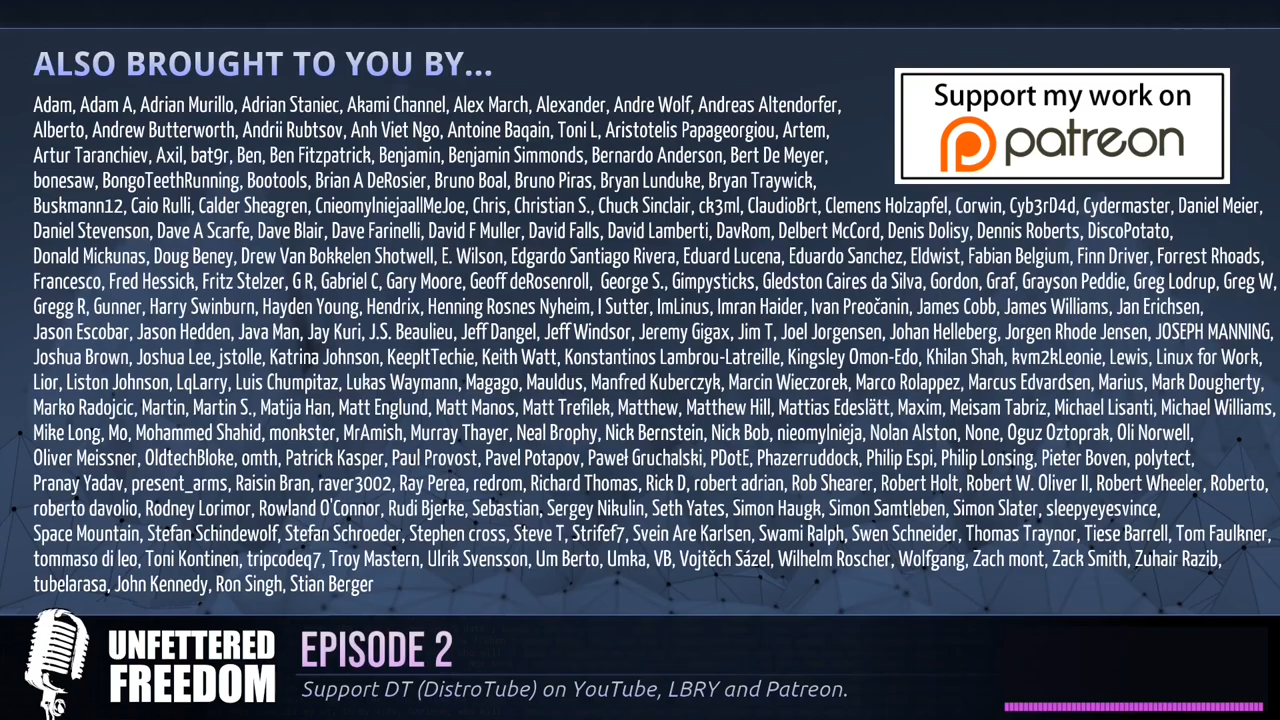 ALSO BROUGHT TO YOU BY...
Adam, Adam A, Adrian Murillo, Adrian Staniec, Akami Channel, Alex March, Alexander, Andre Wolf, Andreas Altendorfer,
Alberto, Andrew Butterworth, Andrii Rubtsov, Anh Viet Ngo, Antoine Baqain, Toni L, Aristotelis Papageorgiou, Artem,
Artur Taranchiev, Axil, bat9r, Ben, Ben Fitzpatrick, Benjamin, Benjamin Simmonds, Bernardo Anderson, Bert De Meyer,
bonesaw, BongoTeethRunning, Bootools, Brian A DeRosier, Bruno Boal, Bruno Piras, Bryan Lunduke, Bryan Traywick,
Buskmann12, Caio Rulli, Calder Sheagren, CnieomylniejaallMeJoe, Chris, Christian S., Chuck Sinclair, ck3ml, ClaudioBrt, Clemens Holzapfel, Corwin, Cyb3rD4d, Cydermaster, Daniel Meier,
Daniel Stevenson, Dave A Scarfe, Dave Blair, Dave Farinelli, David F Muller, David Falls, David Lamberti, DavRom, Delbert McCord, Denis Dolisy, Dennis Roberts, DiscoPotato,
Donald Mickunas, Doug Beney, Drew Van Bokkelen Shotwell, E. Wilson, Edgardo Santiago Rivera, Eduard Lucena, Eduardo Sanchez, Eldwist, Fabian Belgium, Finn Driver, Forrest Rhoads,
Francesco, Fred Hessick, Fritz Stelzer, G R, Gabriel C, Gary Moore, Geoff deRosenroll, George S., Gimpysticks, Gledston Caires da Silva, Gordon, Graf, Grayson Peddie, Greg Lodrup, Greg W,
Gregg R, Gunner, Harry Swinburn, Hayden Young, Hendrix, Henning Rosnes Nyheim, I Sutter, ImLinus, Imran Haider, Ivan Preočanin, James Cobb, James Williams, Jan Erichsen,
Jason Escobar, Jason Hedden, Java Man, Jay Kuri, J.S. Beaulieu, Jeff Dangel, Jeff Windsor, Jeremy Gigax, Jim T, Joel Jorgensen, Johan Helleberg, Jorgen Rhode Jensen, JOSEPH MANNING,
Joshua Brown, Joshua Lee, jstolle, Katrina Johnson, KeepItTechie, Keith Watt, Konstantinos Lambrou-Latreille, Kingsley Omon-Edo, Khilan Shah, kvm2kLeonie, Lewis, Linux for Work,
Lior, Liston Johnson, LqLarry, Luis Chumpitaz, Lukas Waymann, Magago, Mauldus, Manfred Kuberczyk, Marcin Wieczorek, Marco Rolappez, Marcus Edvardsen, Marius, Mark Dougherty,
Marko Radojcic, Martin, Martin S., Matija Han, Matt Englund, Matt Manos, Matt Trefilek, Matthew, Matthew Hill, Mattias Edeslätt, Maxim, Meisam Tabriz, Michael Lisanti, Michael Williams,
Mike Long, Mo, Mohammed Shahid, monkster, MrAmish, Murray Thayer, Neal Brophy, Nick Bernstein, Nick Bob, nieomylnieja, Nolan Alston, None, Oguz Oztoprak, Oli Norwell,
Oliver Meissner, OldtechBloke, omth, Patrick Kasper, Paul Provost, Pavel Potapov, Paweł Gruchalski, PDotE, Phazerruddock, Philip Espi, Philip Lonsing, Pieter Boven, polytect,
Pranay Yadav, present_arms, Raisin Bran, raver3002, Ray Perea, redrom, Richard Thomas, Rick D, robert adrian, Rob Shearer, Robert Holt, Robert W. Oliver II, Robert Wheeler, Roberto,
roberto davolio, Rodney Lorimor, Rowland O'Connor, Rudi Bjerke, Sebastian, Sergey Nikulin, Seth Yates, Simon Haugk, Simon Samtleben, Simon Slater, sleepyeyesvince,
Space Mountain, Stefan Schindewolf, Stefan Schroeder, Stephen cross, Steve T, Strife7, Svein Are Karlsen, Swami Ralph, Swen Schneider, Thomas Traynor, Tiese Barrell, Tom Faulkner,
tommaso di leo, Toni Kontinen, tripcodeq7, Troy Mastern, Ulrik Svensson, Um Berto, Umka, VB, Vojtěch Sázel, Wilhelm Roscher, Wolfgang, Zach mont, Zack Smith, Zuhair Razib,
tubelarasa, John Kennedy, Ron Singh, Stian Berger
Support my work on
patreon
UNFETTERED
FREEDOM
EPISODE 2
Support DT (DistroTube) on YouTube, LBRY and Patreon.